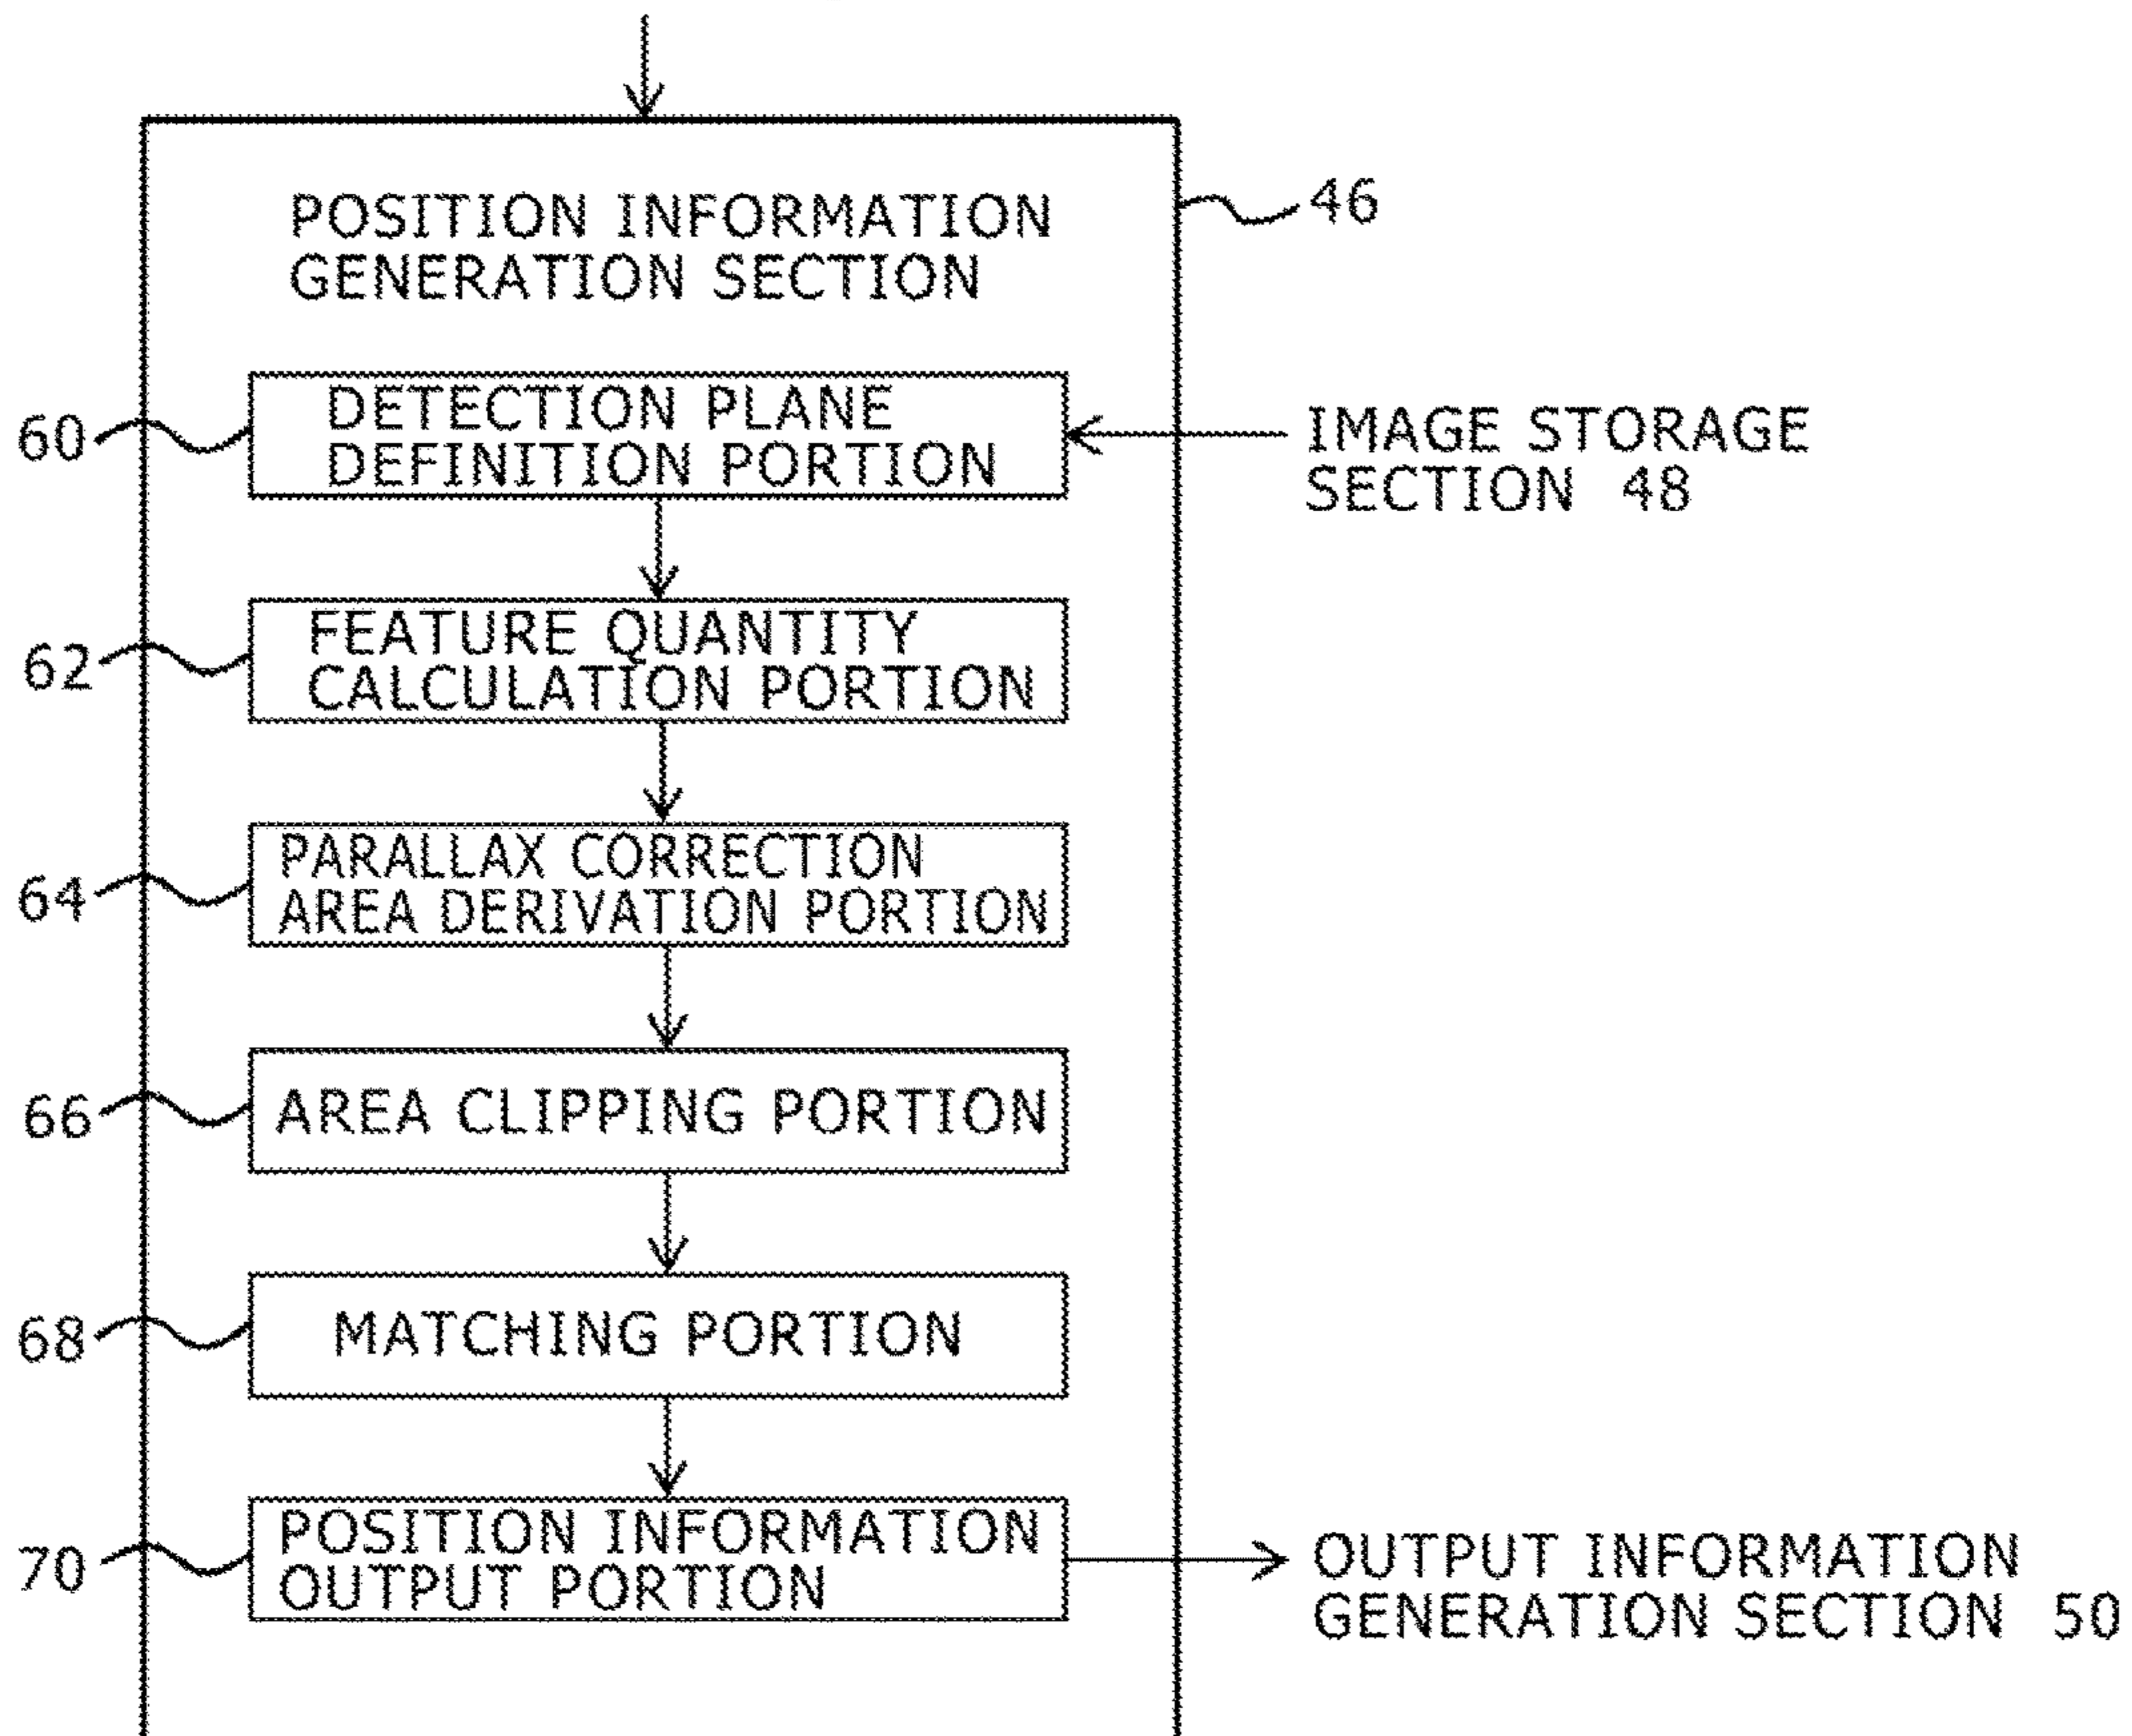 POSITION INFORMATION
GENERATION SECTION
46
60
DETECTION PLANE
DEFINITION PORTION
IMAGE STORAGE
SECTION 48
62
FEATURE QUANTITY
CALCULATION PORTION
64
PARALLAX CORRECTION
AREA DERIVATION PORTION
66
AREA CLIPPING PORTION
68
MATCHING PORTION
70
POSITION INFORMATION
OUTPUT PORTION
OUTPUT INFORMATION
GENERATION SECTION 50